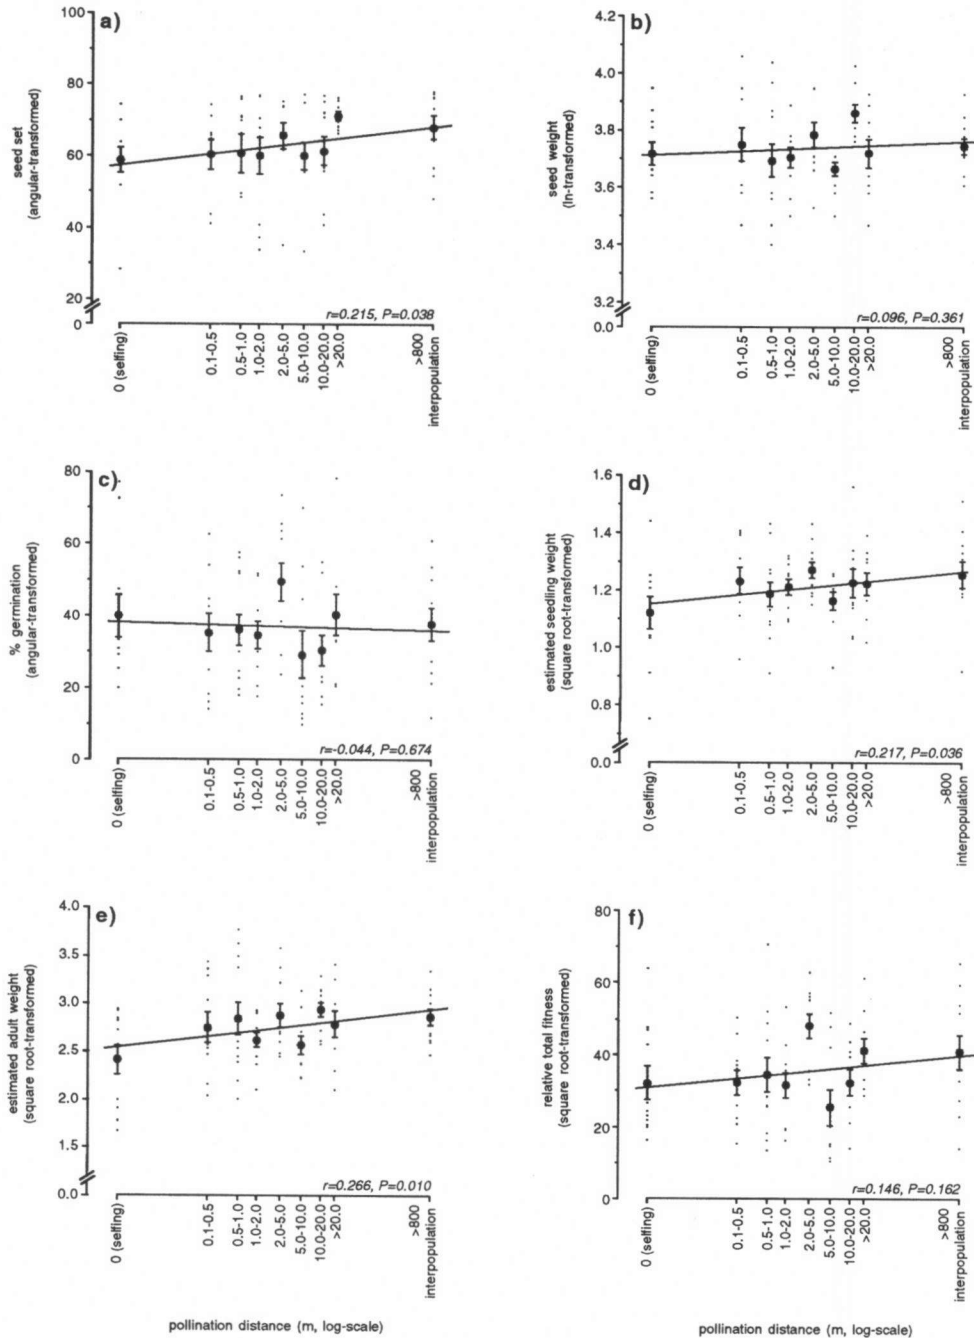 a)
seed set
(angular-transformed)
100
80
60
40
20
0
r=0.215, P=0.038
0 (selfing)
0.1-0.5
0.5-1.0
1.0-2.0
2.0-5.0
5.0-10.0
10.0-20.0
>20.0
>800
interpopulation
b)
seed weight
(ln-transformed)
4.2
4.0
3.8
3.6
3.4
3.2
0.0
r=0.096, P=0.361
0 (selfing)
0.1-0.5
0.5-1.0
1.0-2.0
2.0-5.0
5.0-10.0
10.0-20.0
>20.0
>800
interpopulation
c)
% germination
(angular-transformed)
80
60
40
20
0
r=-0.044, P=0.674
0 (selfing)
0.1-0.5
0.5-1.0
1.0-2.0
2.0-5.0
5.0-10.0
10.0-20.0
>20.0
>800
interpopulation
d)
estimated seedling weight
(square root-transformed)
1.6
1.4
1.2
1.0
0.8
0.0
r=0.217, P=0.036
0 (selfing)
0.1-0.5
0.5-1.0
1.0-2.0
2.0-5.0
5.0-10.0
10.0-20.0
>20.0
>800
interpopulation
e)
estimated adult weight
(square root-transformed)
4.0
3.5
3.0
2.5
2.0
1.5
0.0
r=0.266, P=0.010
0 (selfing)
0.1-0.5
0.5-1.0
1.0-2.0
2.0-5.0
5.0-10.0
10.0-20.0
>20.0
>800
interpopulation
pollination distance (m, log-scale)
f)
relative total fitness
(square root-transformed)
80
60
40
20
0
r=0.146, P=0.162
0 (selfing)
0.1-0.5
0.5-1.0
1.0-2.0
2.0-5.0
5.0-10.0
10.0-20.0
>20.0
>800
interpopulation
pollination distance (m, log-scale)